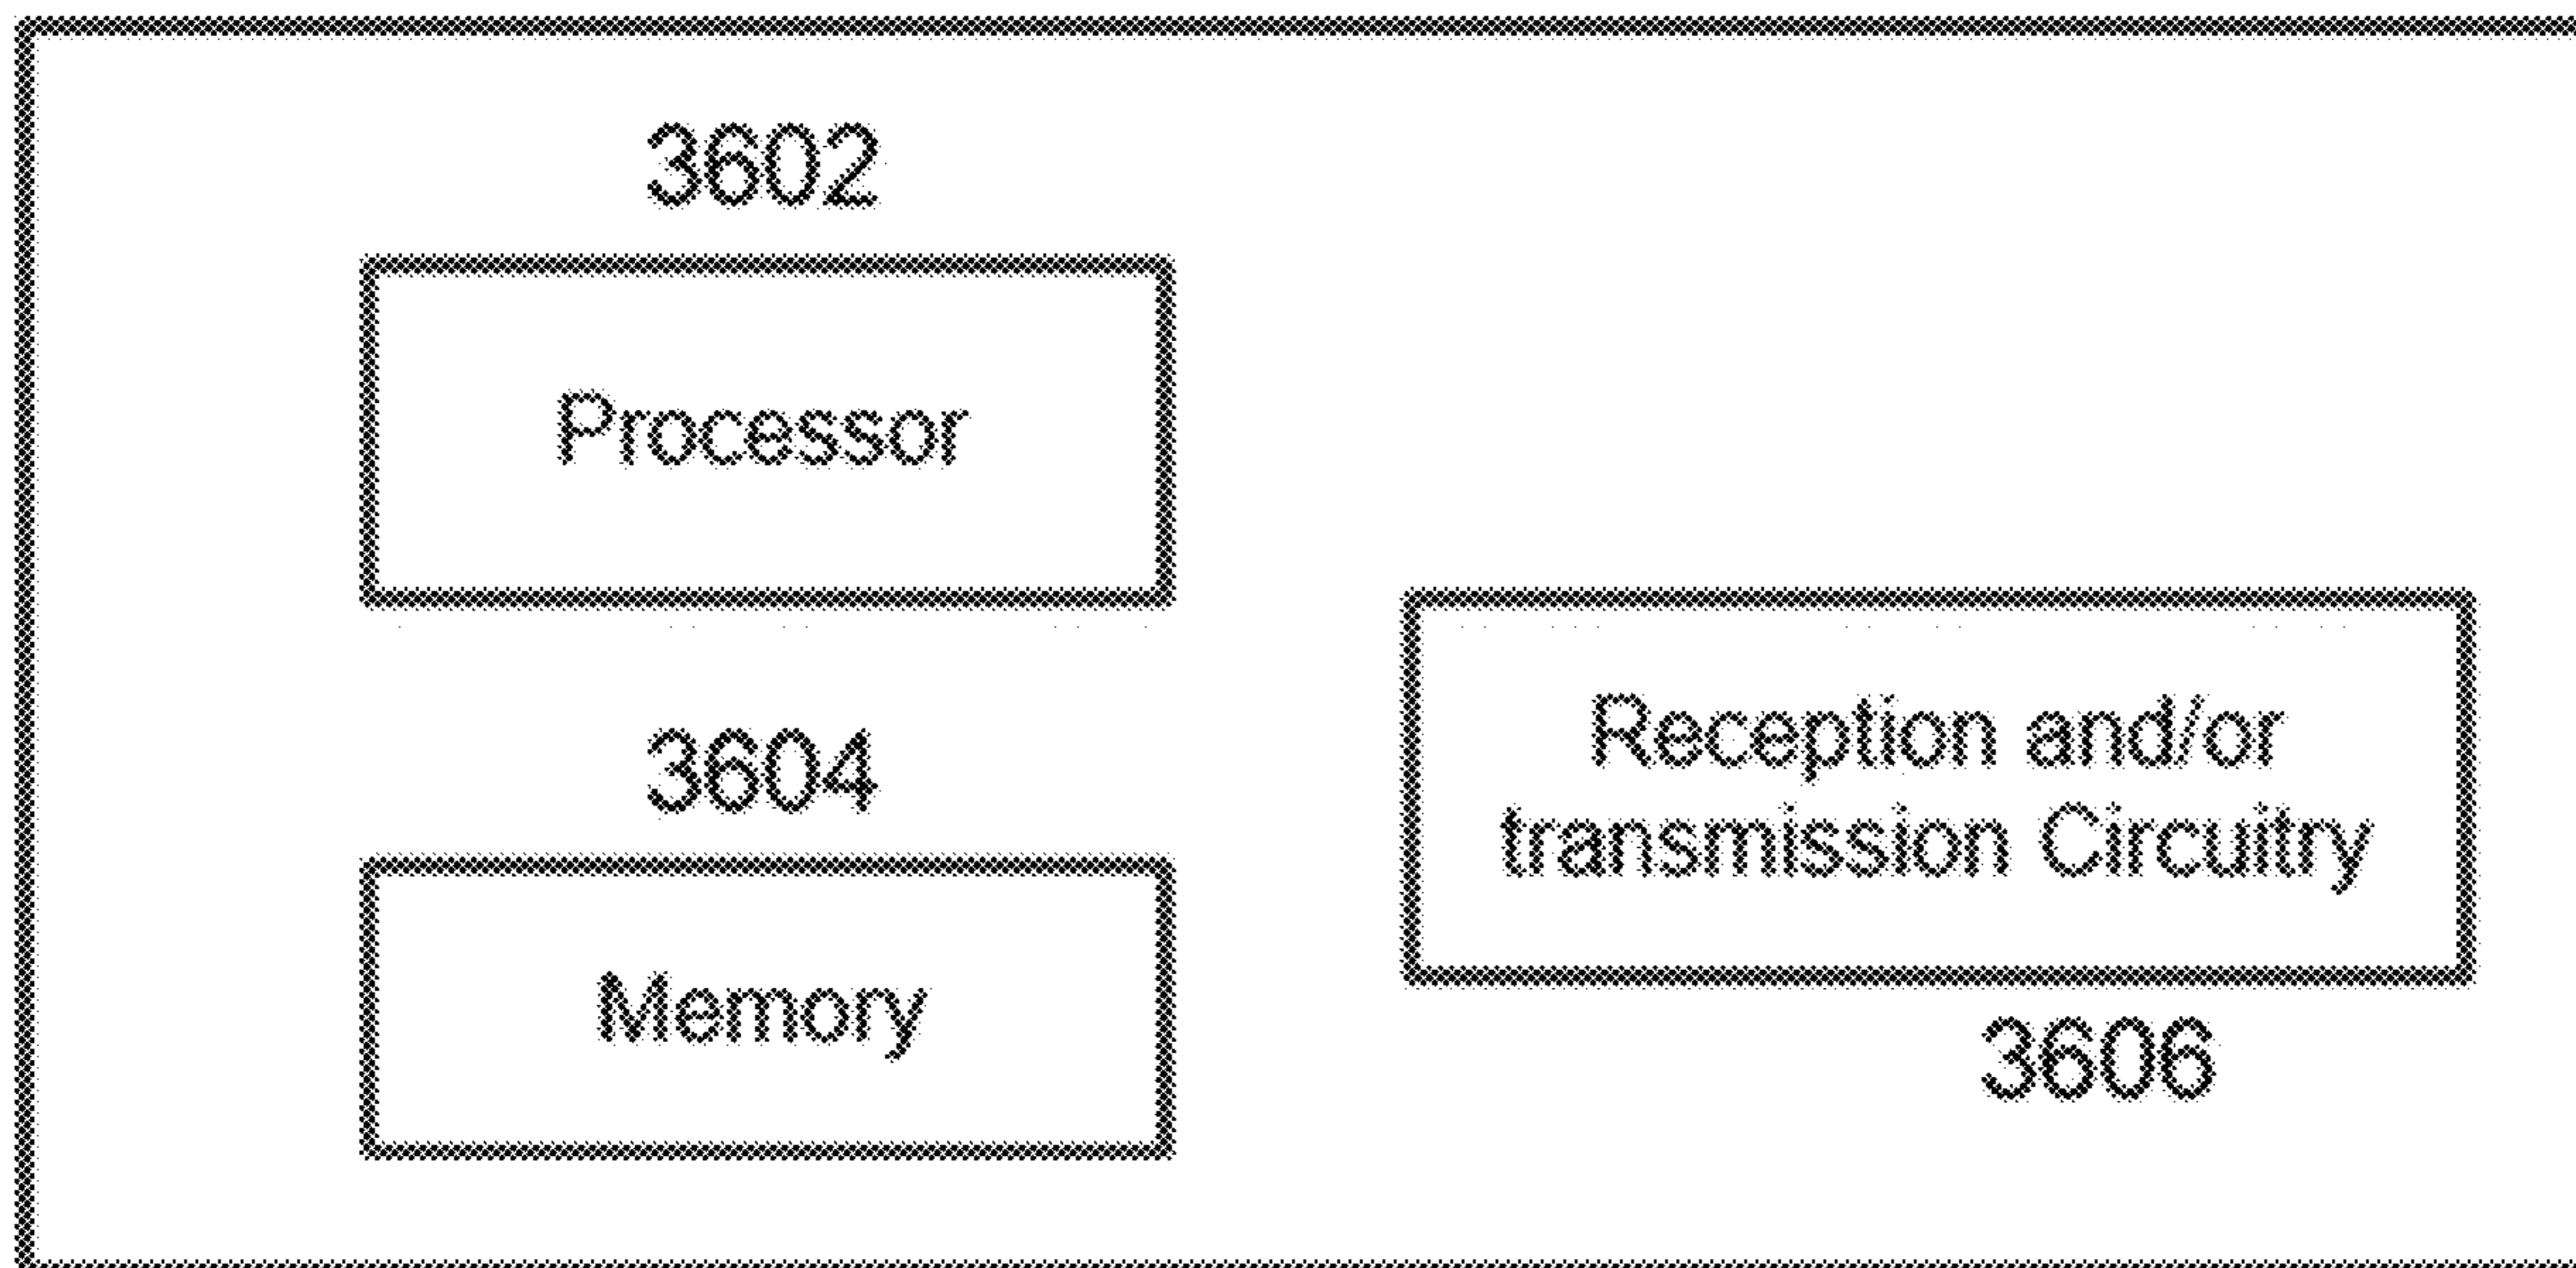 3602
Processor
3604
Memory
Reception and/or
transmission Circuitry
3606